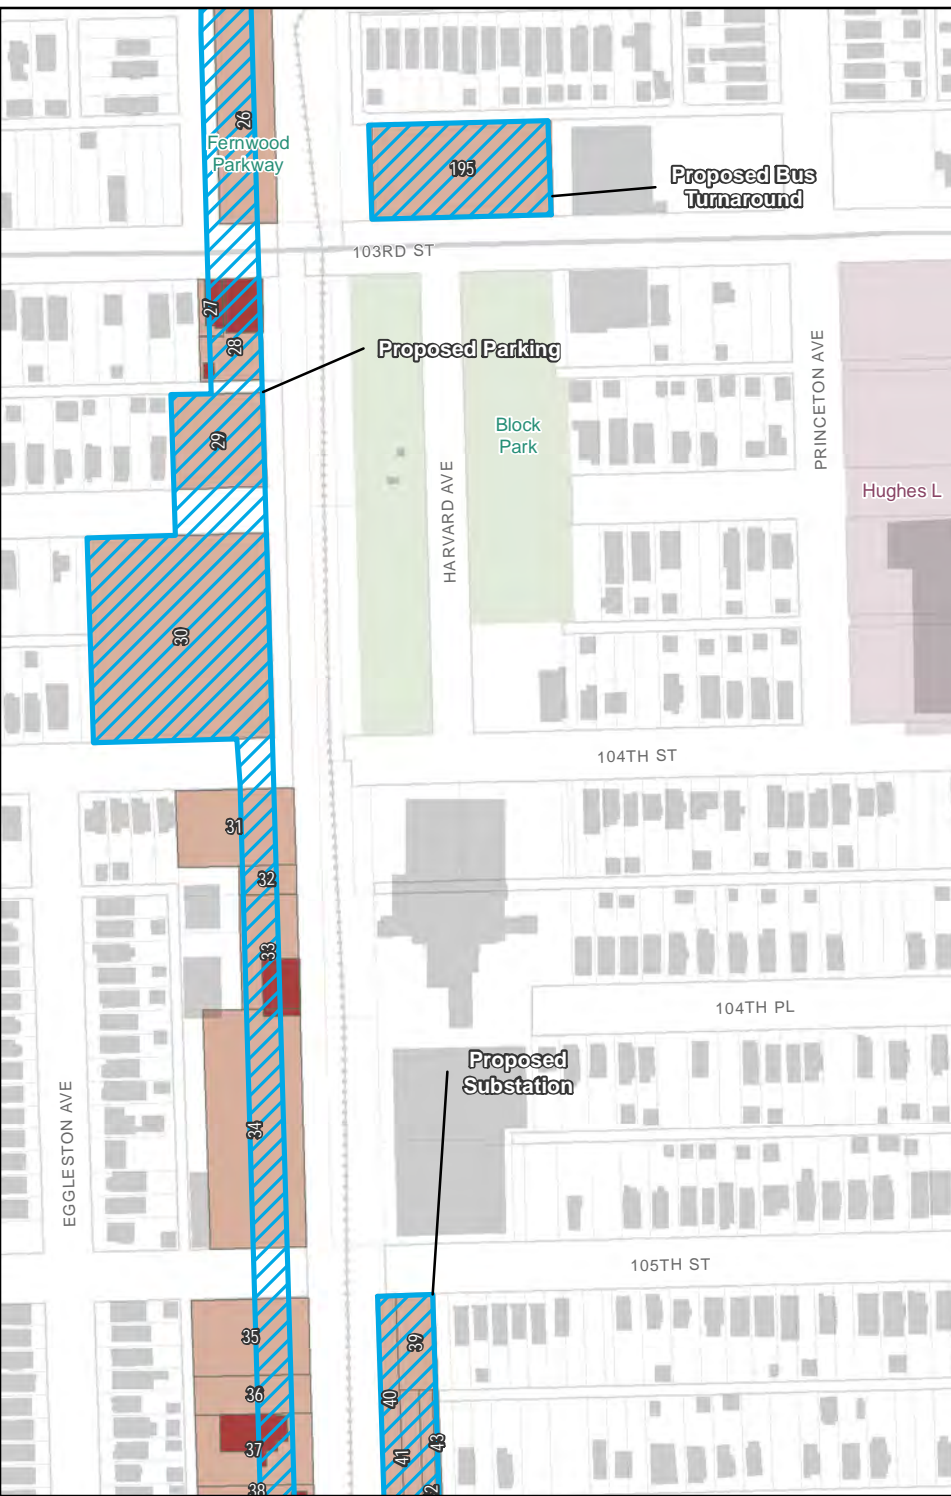 26
Fernwood
Parkway
195
Proposed Bus
Turnaround
103RD ST
27
28
Proposed Parking
29
Block
Park
PRINCETON AVE
HARVARD AVE
Hughes L
30
104TH ST
31
32
33
104TH PL
Proposed
Substation
34
EGGLESTON AVE
105TH ST
35
39
36
40
37
41
43
38
2